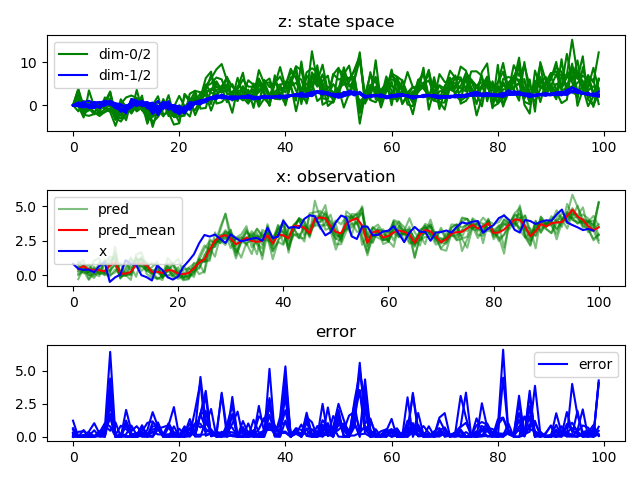 z: state space
10
0
dim-0/2
dim-1/2
0 20 40 60 80 100
x: observation
5.0
2.5
0.0
pred
pred_mean
x
0 20 40 60 80 100
error
5.0
2.5
0.0
error
0 20 40 60 80 100